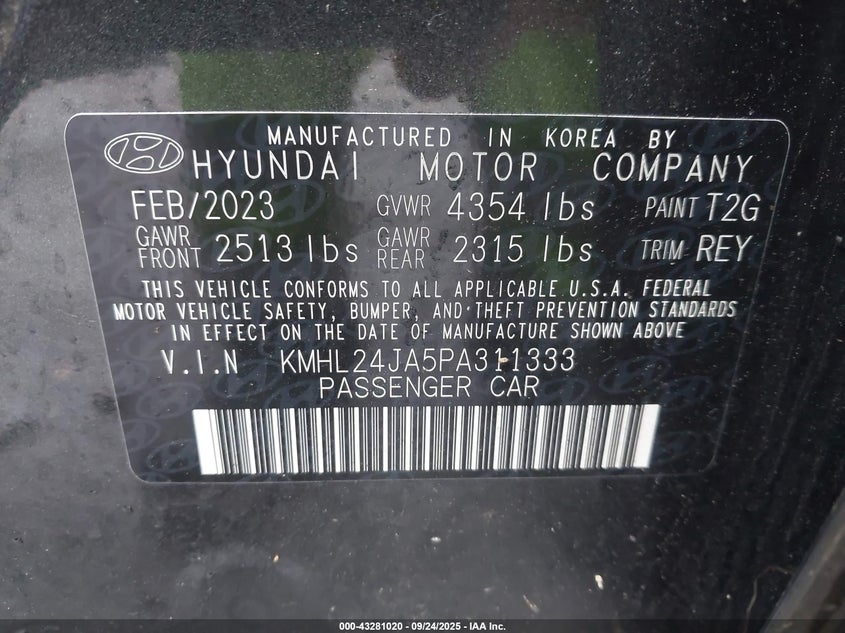 MANUFACTURED IN KOREA BY
HYUNDAI MOTOR COMPANY
FEB/2023 GVWR 4354 lbs PAINT T2G
GAWR FRONT 2513 lbs GAWR REAR 2315 lbs TRIM REY
THIS VEHICLE CONFORMS TO ALL APPLICABLE U.S.A. FEDERAL
MOTOR VEHICLE SAFETY, BUMPER, AND THEFT PREVENTION STANDARDS
IN EFFECT ON THE DATE OF MANUFACTURE SHOWN ABOVE
V.I.N KMHL24JA5PA311333
PASSENGER CAR
000-43281020 - 09/24/2025 - IAA Inc.